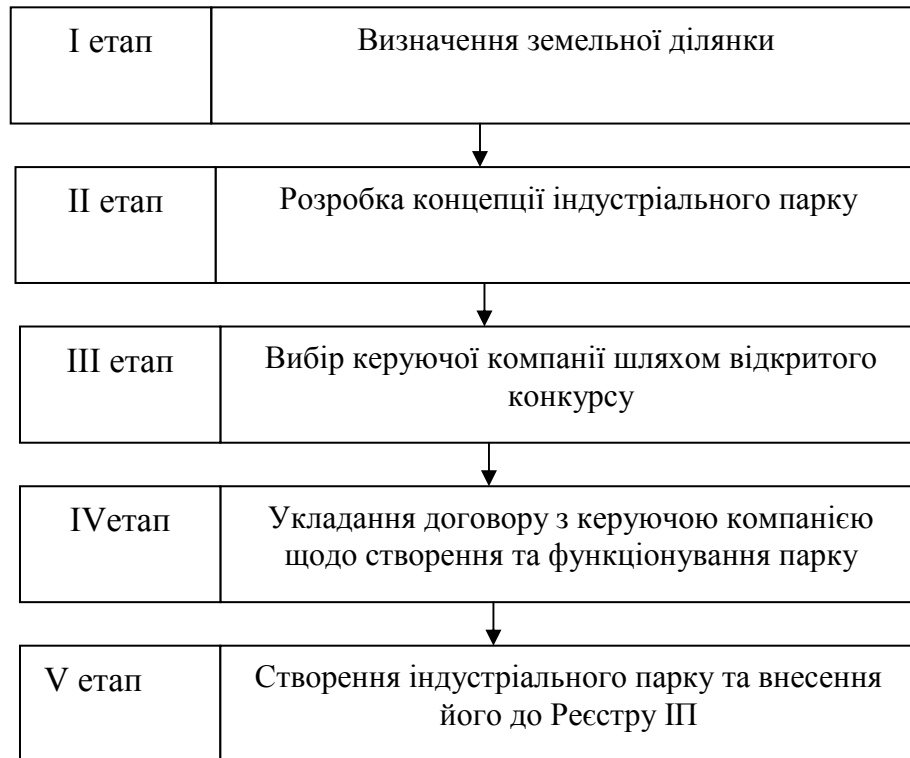 I етап
Визначення земельної ділянки
II етап
Розробка концепції індустріального парку
III етап
Вибір керуючої компанії шляхом відкритого
конкурсу
IVетап
Укладання договору з керуючою компанією
щодо створення та функціонування парку
V етап
Створення індустріального парку та внесення
його до Реєстру ІП